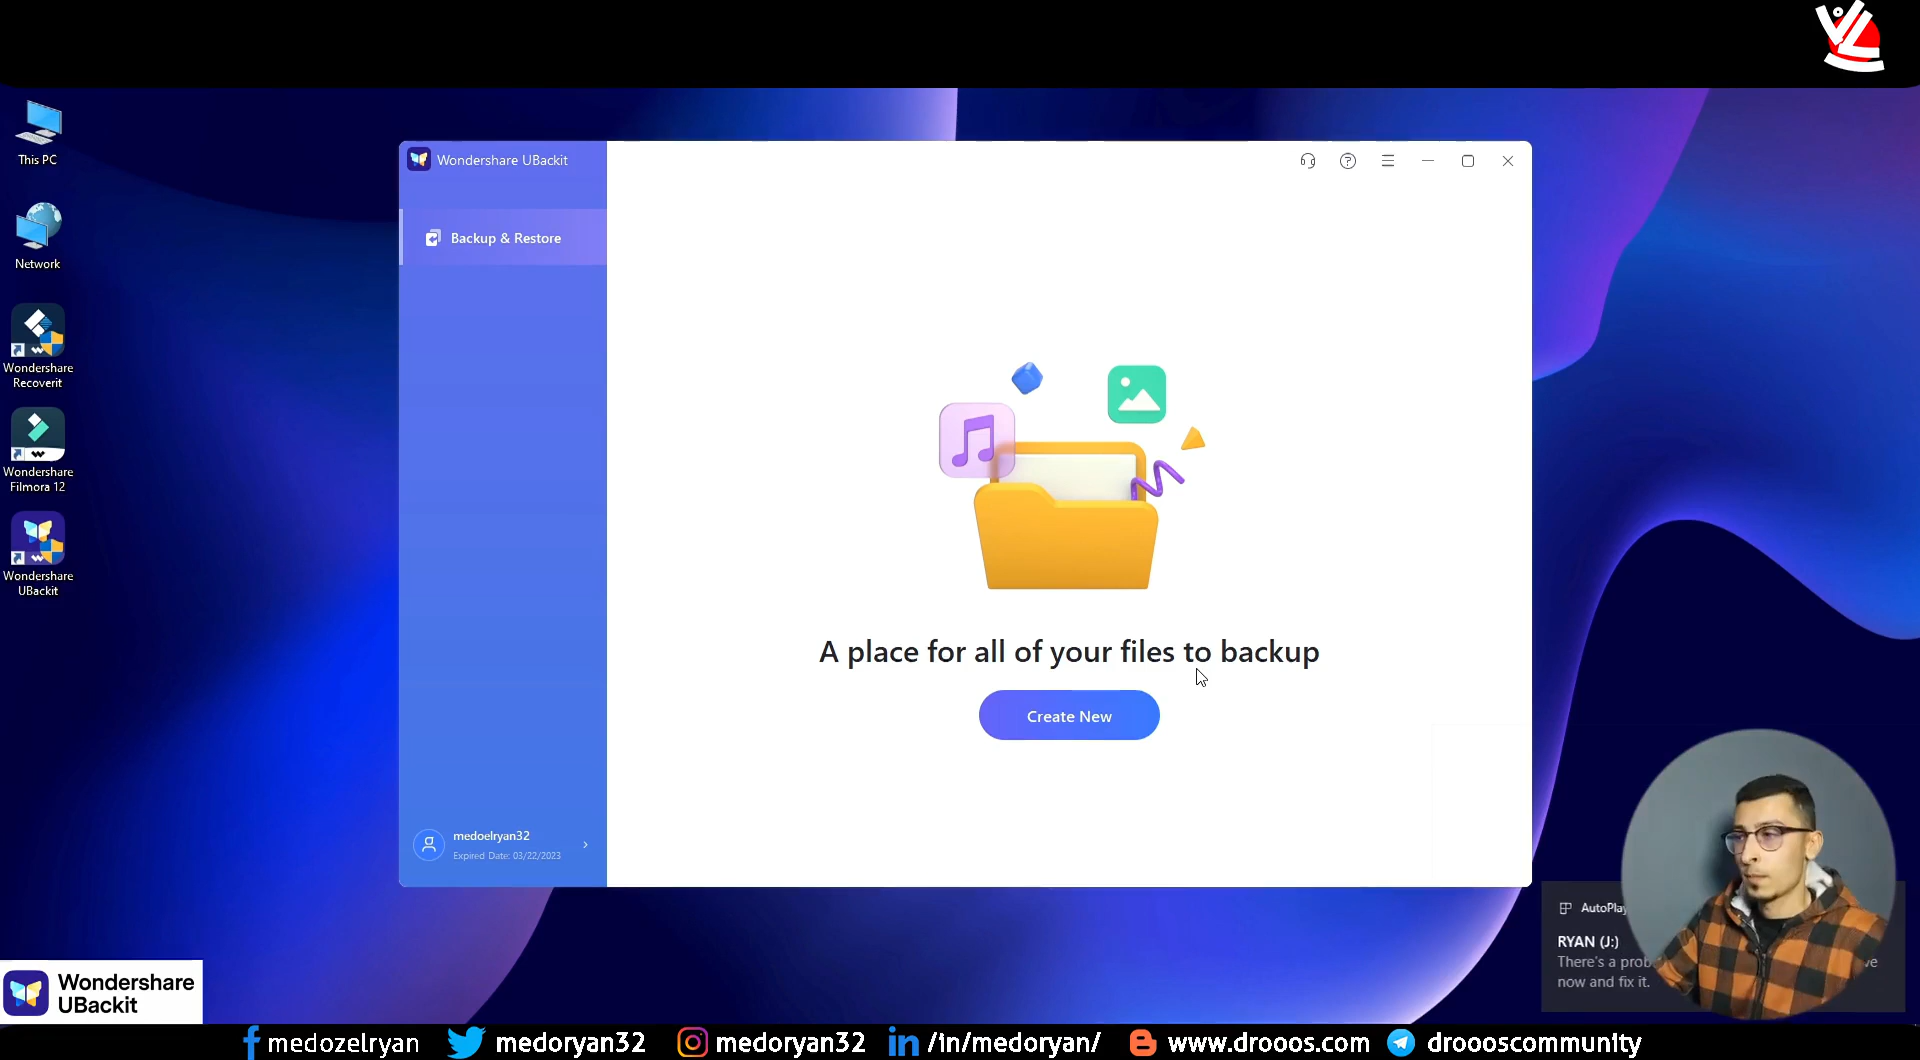 This PC
Network
Wondershare
Recoverit
Wondershare
Filmora 12
Wondershare
UBackit
Wondershare UBackit
Backup & Restore
A place for all of your files to backup
Create New
medoelryan32
Expired Date: 03/22/2023
AutoPlay
RYAN (J:)
There's a
now and fix it.
Wondershare
UBackit
medozelryan
medoryan32
medoryan32
/in/medoryan/
www.drooos.com
droooscommunity